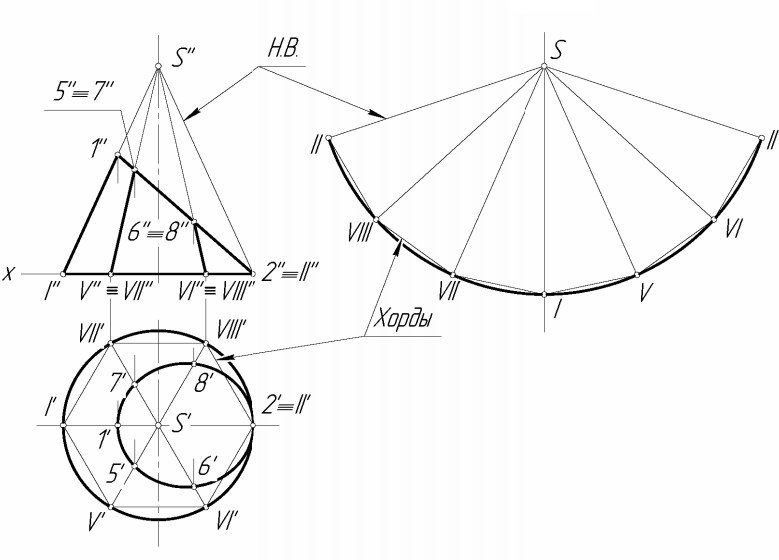 S″
Н.В.
S
5″≡7″
1″
II
II
6″≡8″
VIII
VI
x
2″≡II″
I″
V″≡VII″
VI″≡VIII″
VII
V
I
VII′
VIII′
Хорды
7′
8′
I′
2′≡II′
1′
S′
5′
6′
V′
VI′